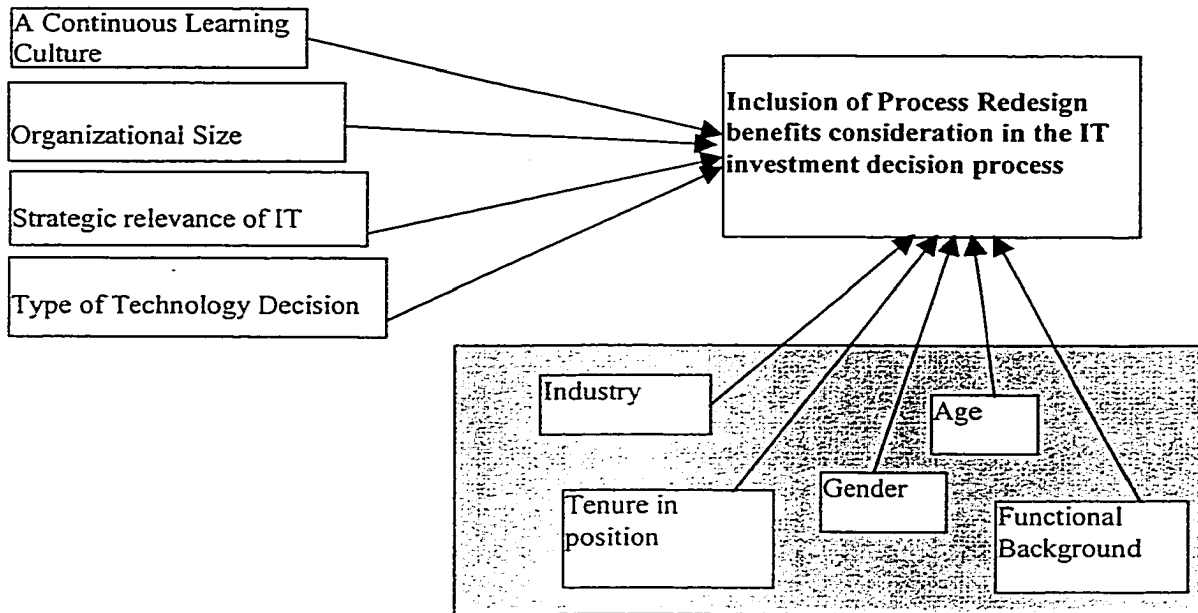 A Continuous Learning
Culture
Organizational Size
Strategic relevance of IT
Type of Technology Decision
Inclusion of Process Redesign
benefits consideration in the IT
investment decision process
Industry
Age
Tenure in
position
Gender
Functional
Background